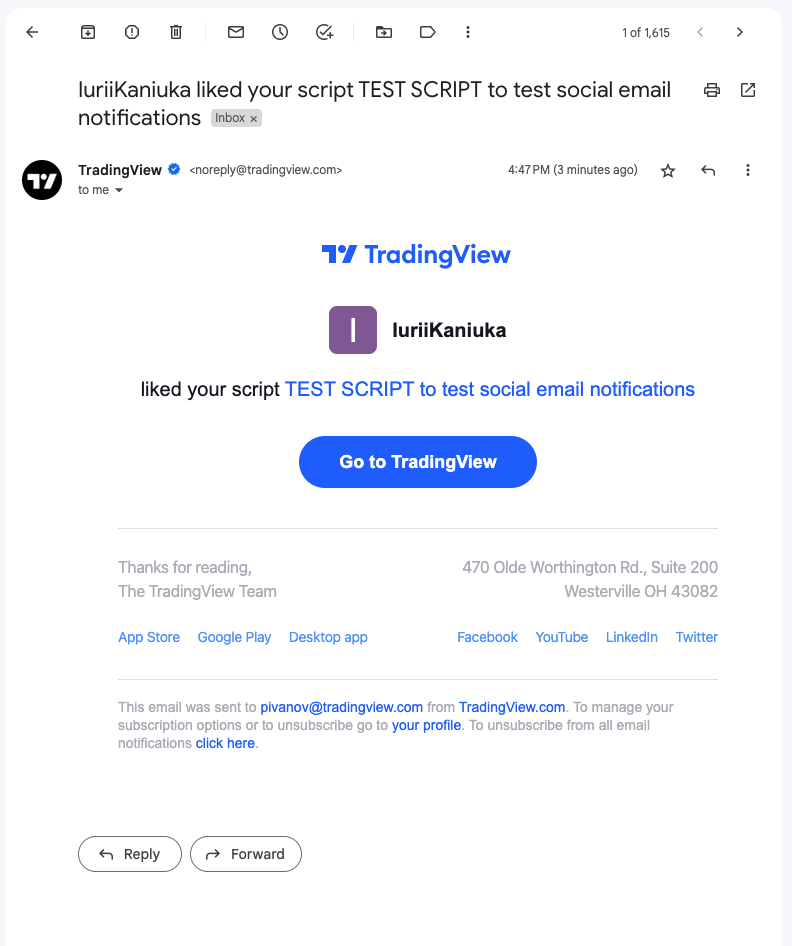 1 of 1,615
IuriiKaniuka liked your script TEST SCRIPT to test social email
notifications Inbox ×
TradingView <noreply@tradingview.com> 4:47 PM (3 minutes ago)
to me
TradingView
I IuriiKaniuka
liked your script TEST SCRIPT to test social email notifications
Go to TradingView
Thanks for reading, 470 Olde Worthington Rd., Suite 200
The TradingView Team Westerville OH 43082
App Store Google Play Desktop app Facebook YouTube LinkedIn Twitter
This email was sent to pivanov@tradingview.com from TradingView.com. To manage your
subscription options or to unsubscribe go to your profile. To unsubscribe from all email
notifications click here.
Reply Forward